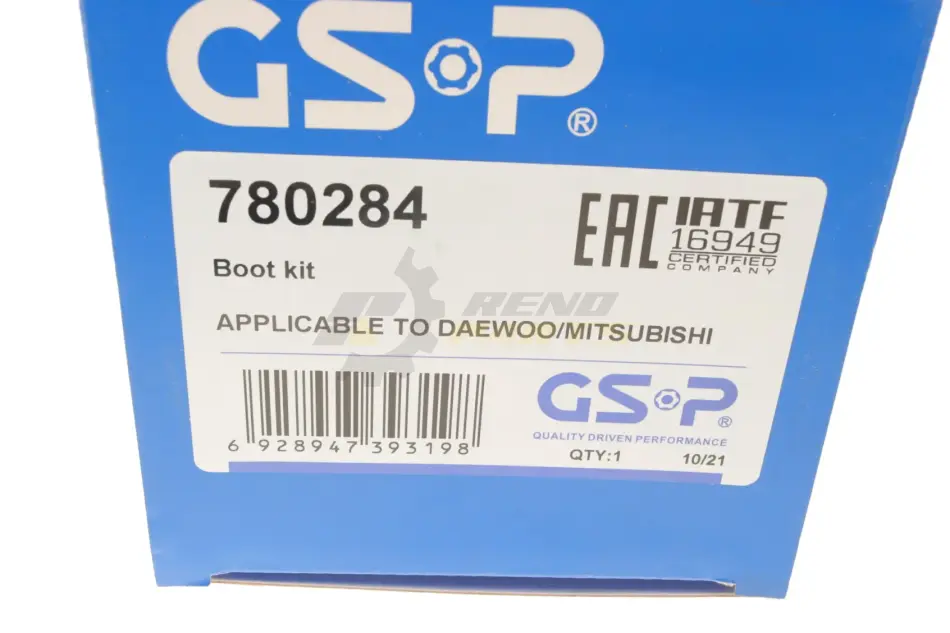 GSP®
780284
EAC
IATF
16949
CERTIFIED
COMPANY
Boot kit
RENO
APPLICABLE TO DAEWOO/MITSUBISHI
GSP®
QUALITY DRIVEN PERFORMANCE
6 928947 393198
QTY:1 10/21